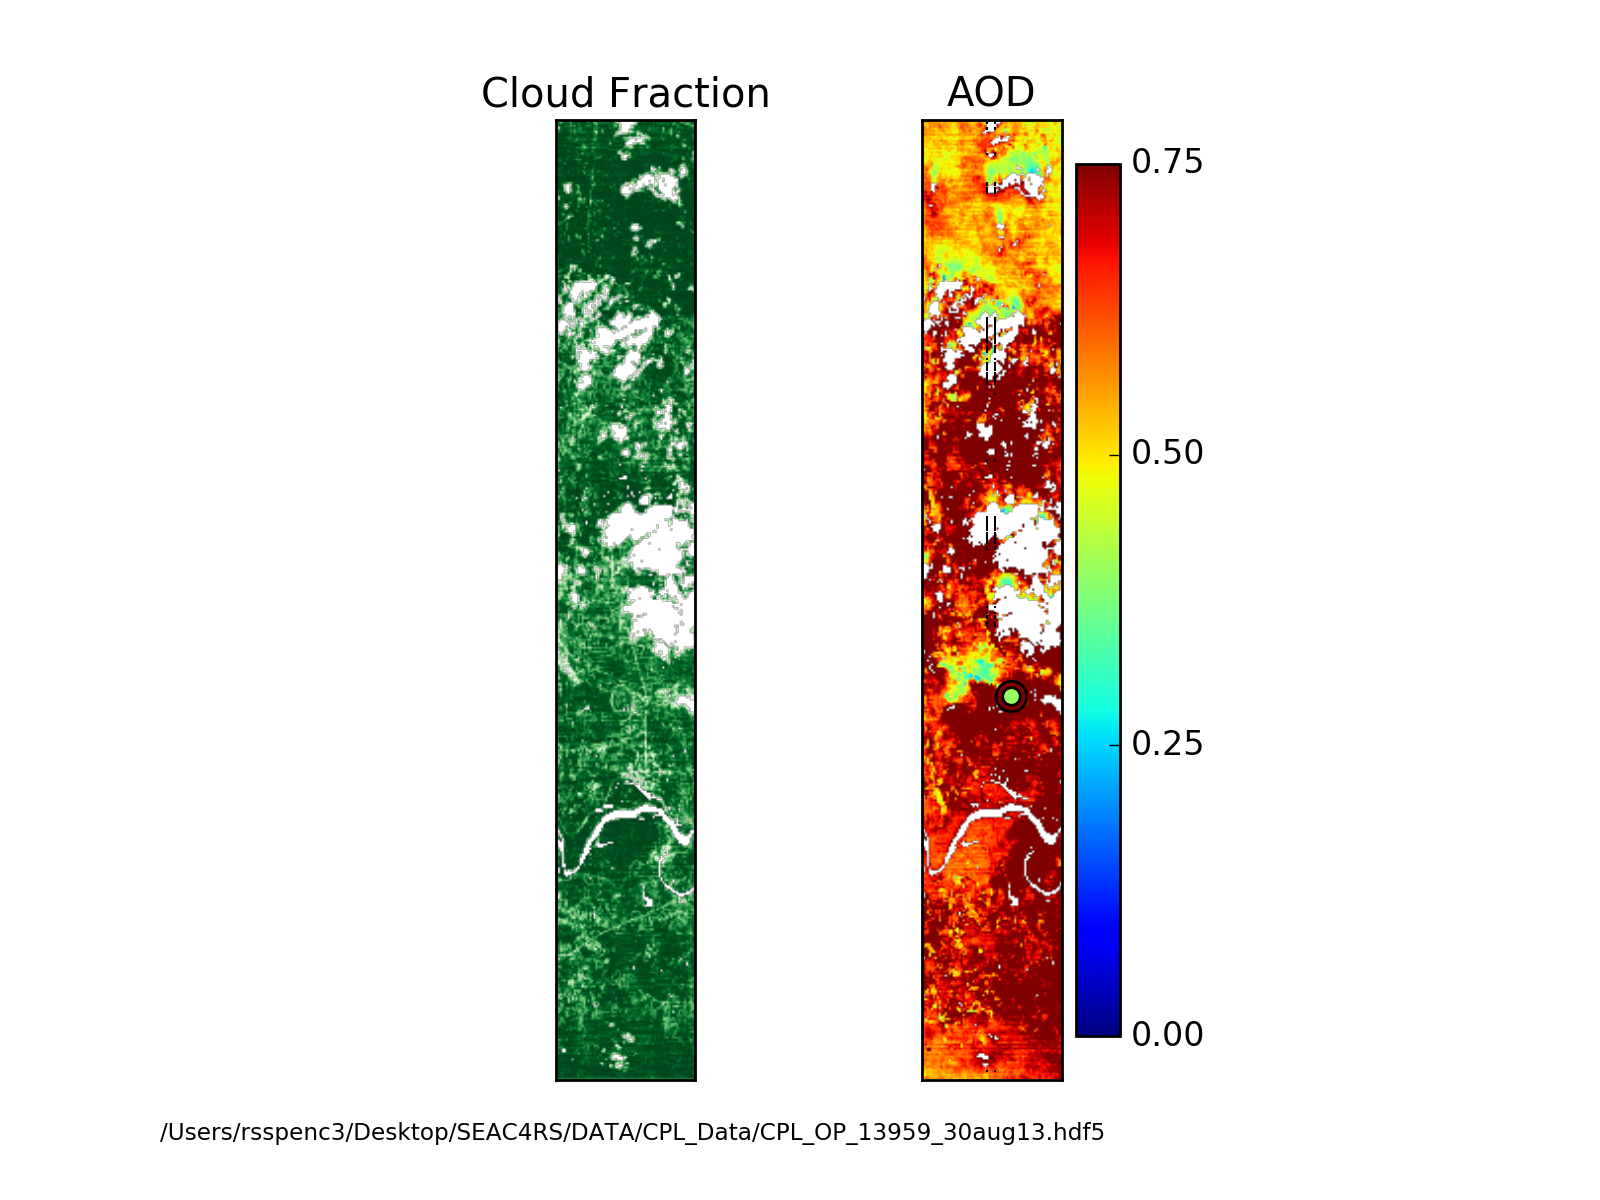 Cloud Fraction
AOD
0.75
0.50
0.25
0.00
/Users/rsspenc3/Desktop/SEAC4RS/DATA/CPL_Data/CPL_OP_13959_30aug13.hdf5